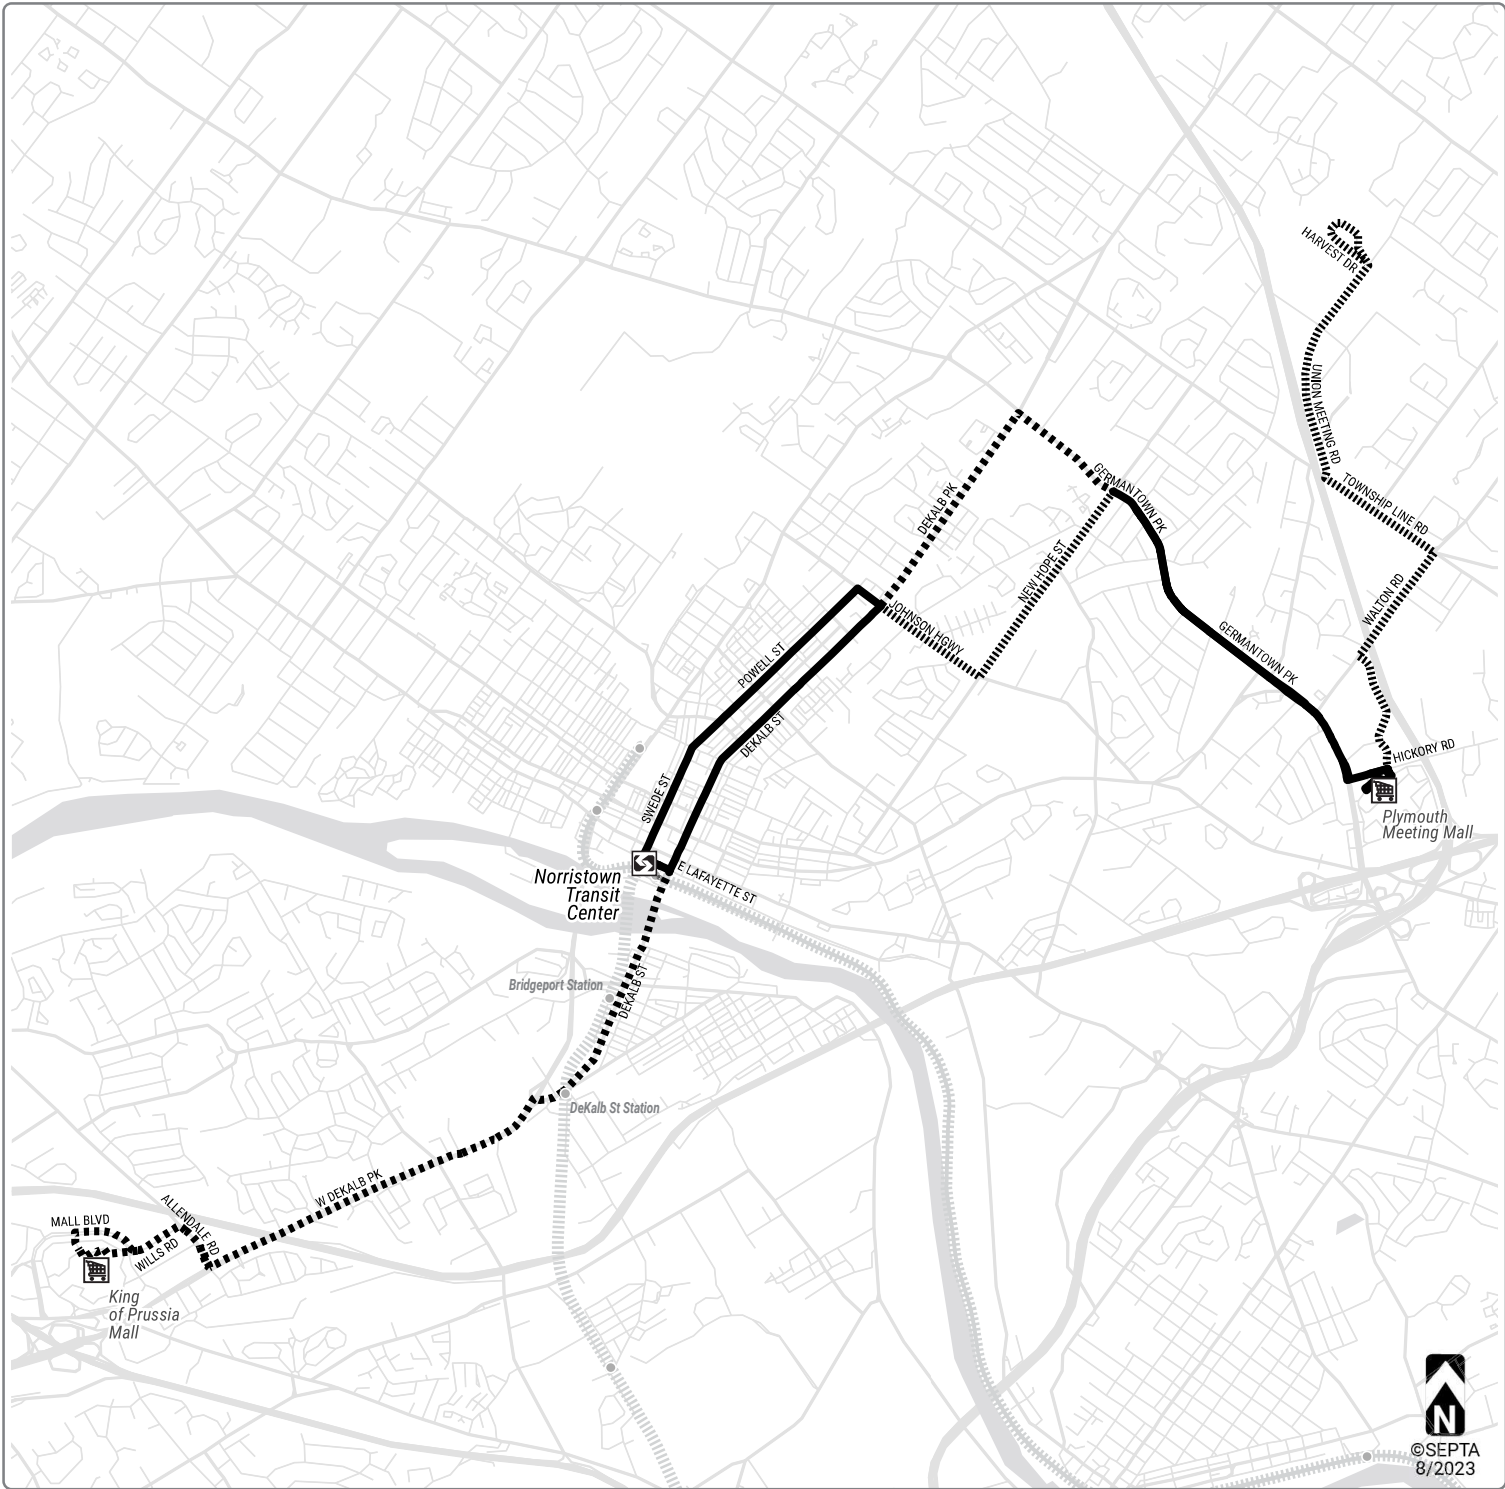 HARVEST DR
UNION MEETING RD
TOWNSHIP LINE RD
GERMANTOWN PK
DEKALB PK
NEW HOPE ST
WALTON RD
JOHNSON HGWY
GERMANTOWN PK
POWELL ST
DEKALB ST
HICKORY RD
SWEDE ST
Plymouth
Meeting Mall
E LAFAYETTE ST
Norristown
Transit
Center
Bridgeport Station
DEKALB ST
DeKalb St Station
W DEKALB PK
ALLENDALE RD
MALL BLVD
WILLS RD
King
of Prussia
Mall
N
©SEPTA
8/2023